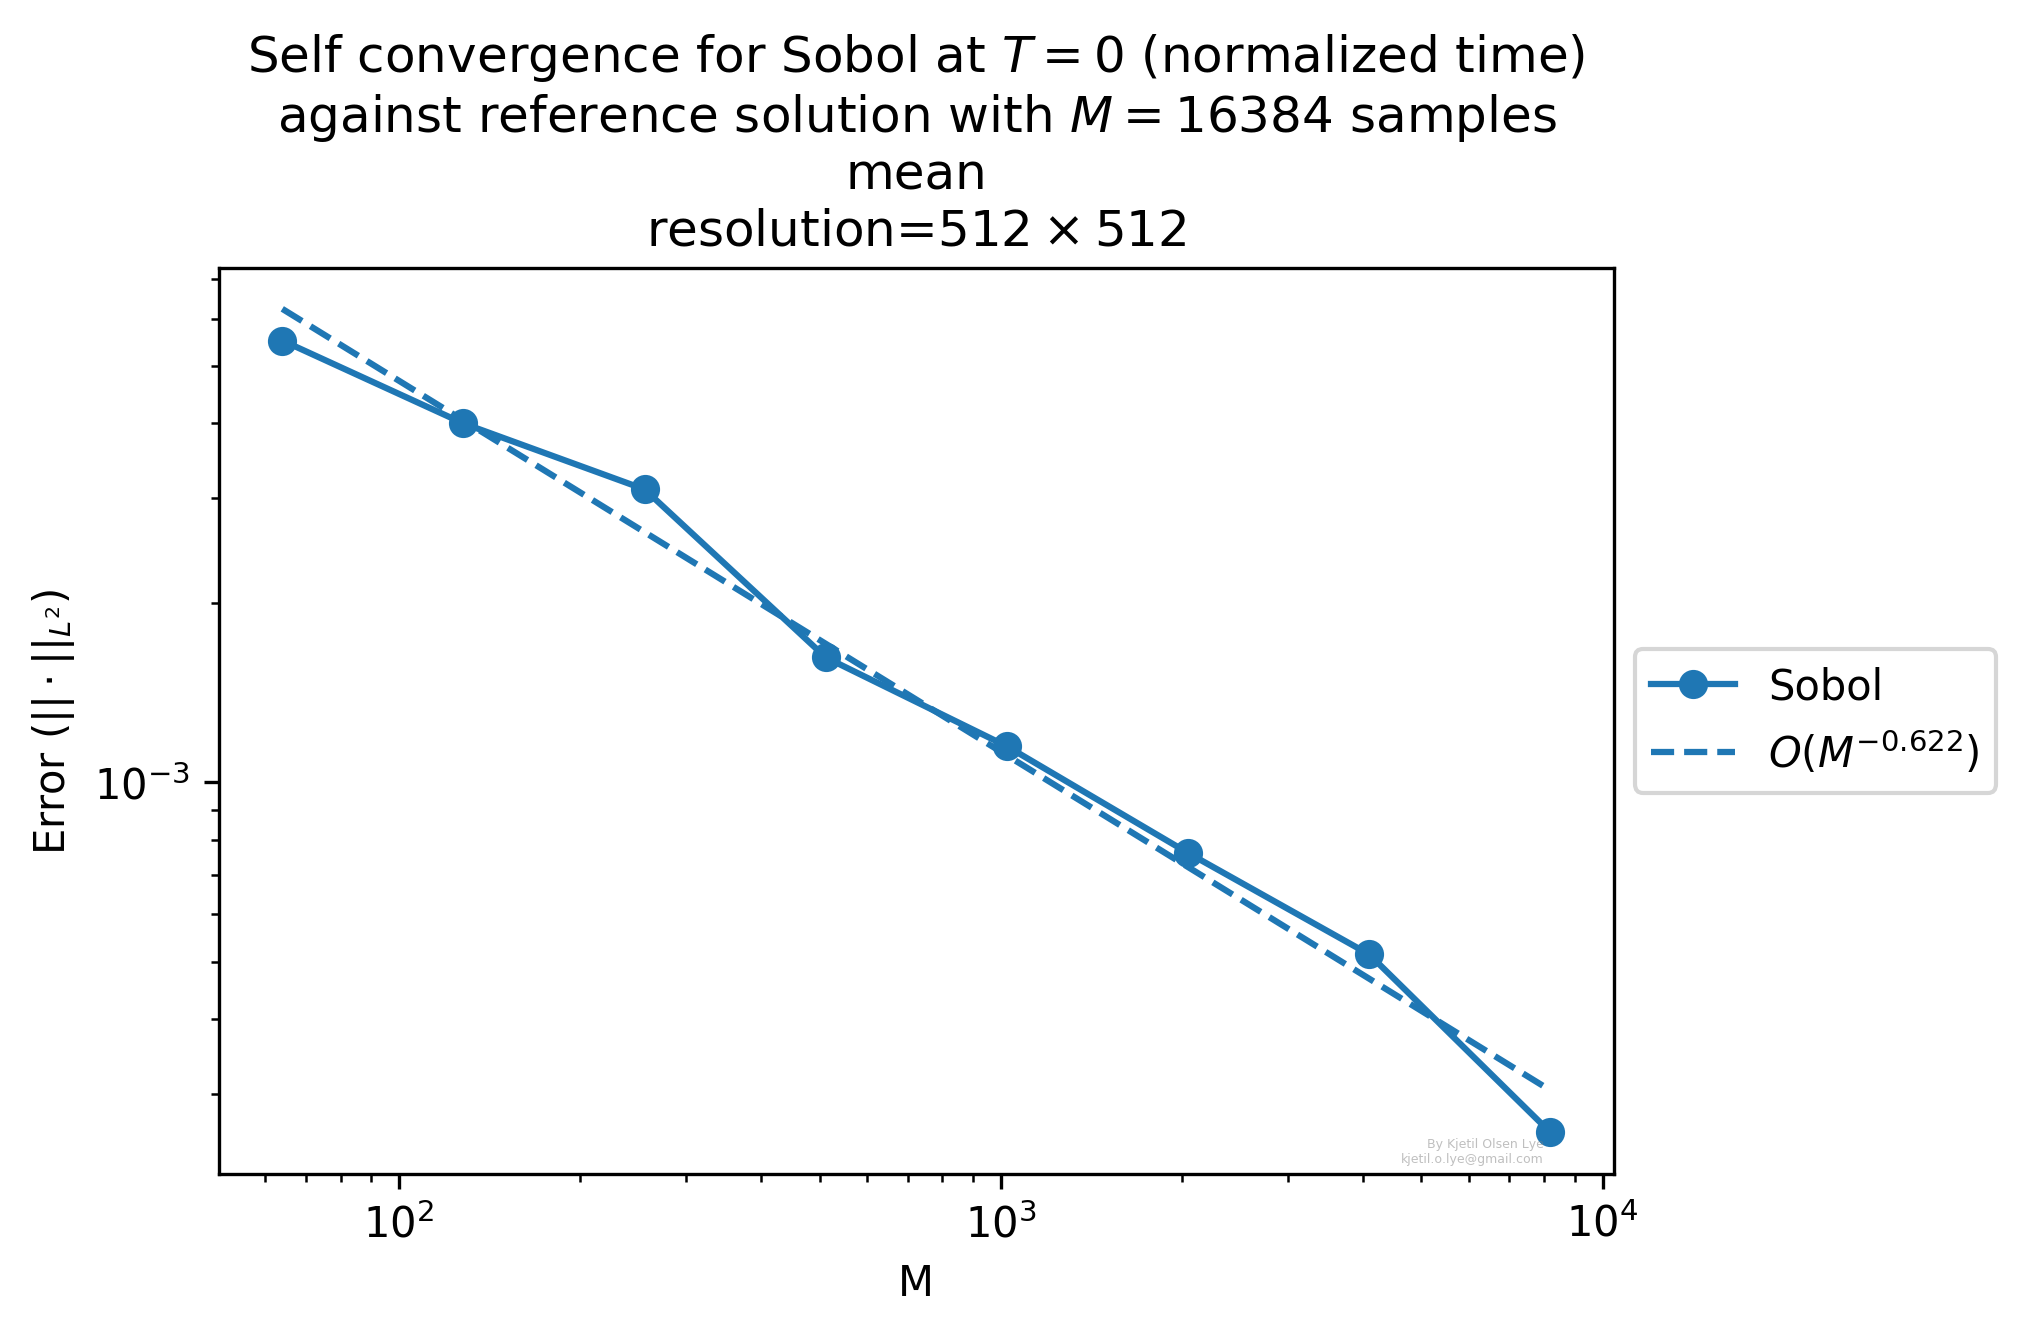 Self convergence for Sobol at T = 0 (normalized time)
against reference solution with M = 16384 samples
mean
resolution=512 × 512
Error (|| · ||_{L^2})
10^{-3}
Sobol
O(M^{-0.622})
By Kjetil Olsen Lye
kjetil.o.lye@gmail.com
10^2
10^3
10^4
M